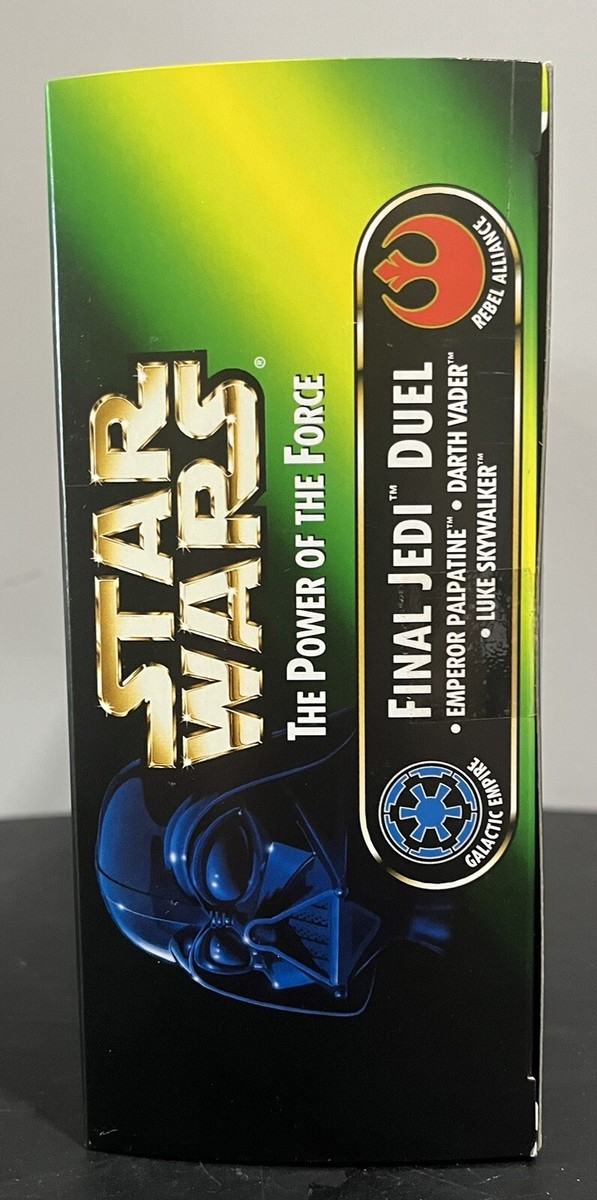 STAR
WARS®
THE POWER OF THE FORCE
FINAL JEDI™ DUEL
• EMPEROR PALPATINE™ • DARTH VADER™
• LUKE SKYWALKER™
GALACTIC EMPIRE
REBEL ALLIANCE